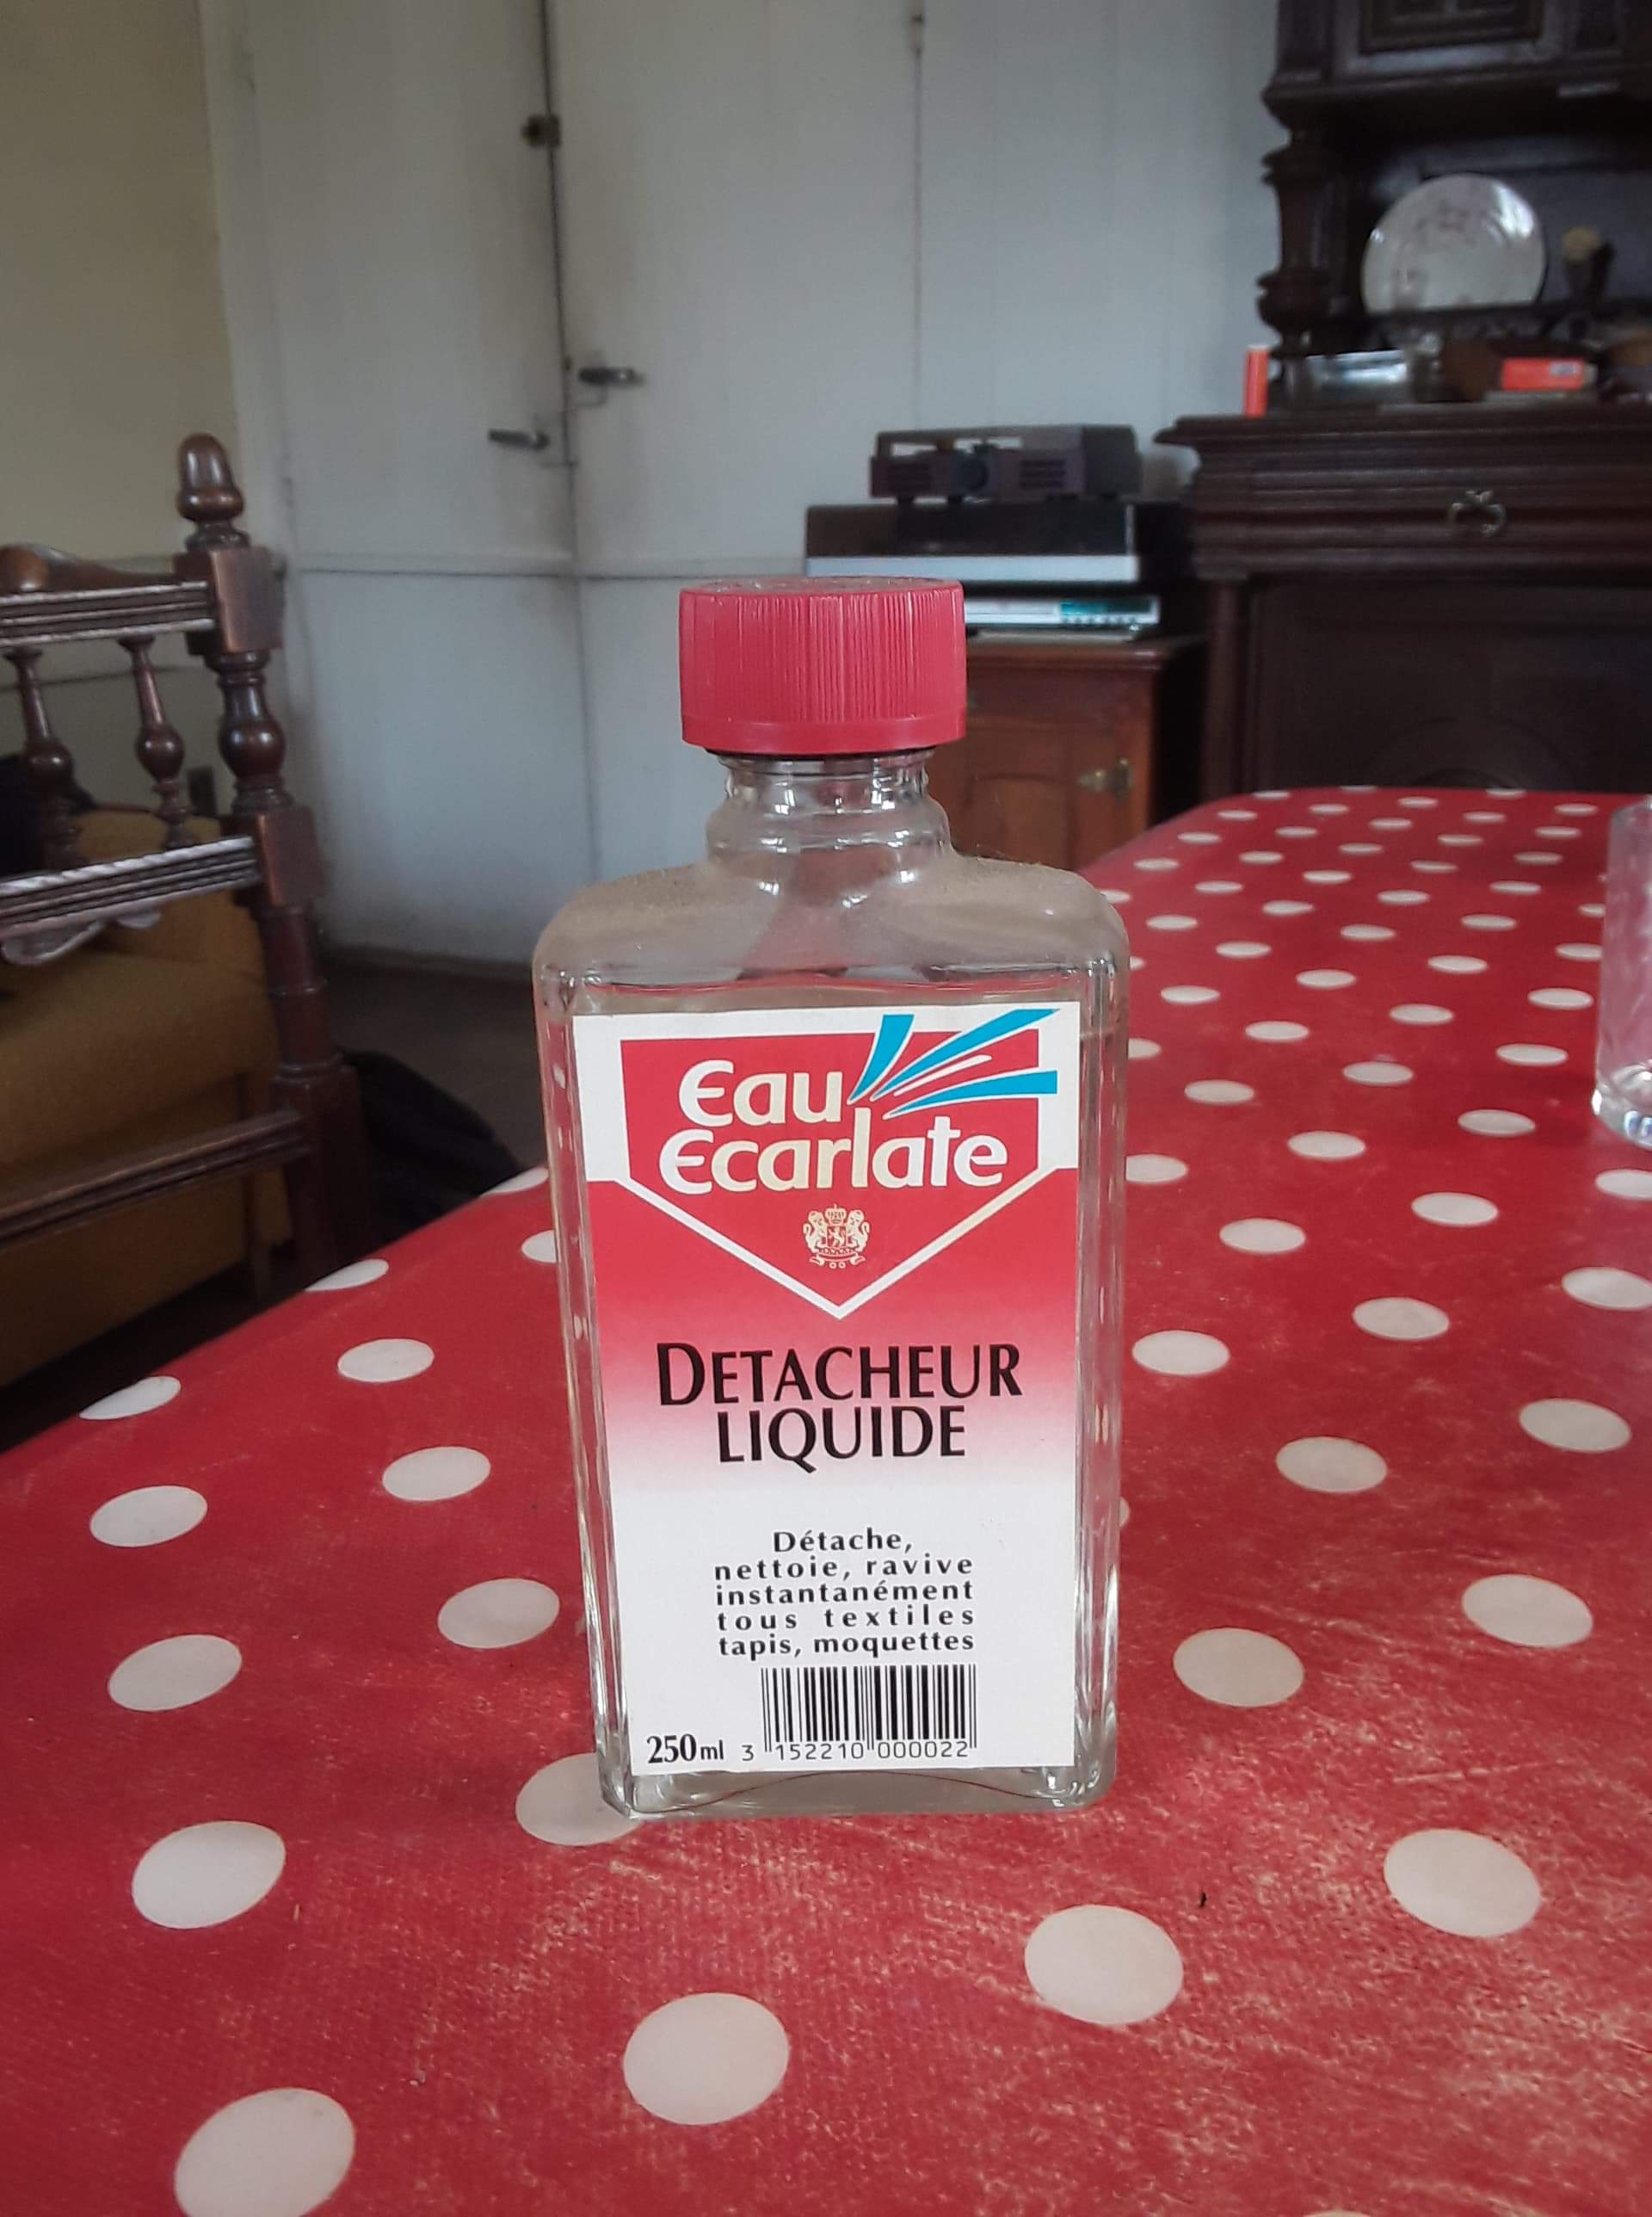 Eau
Ecarlate
DETACHEUR
LIQUIDE
Détache,
nettoie, ravive
instantanément
tous textiles
tapis, moquettes
250ml 3 152210 000022